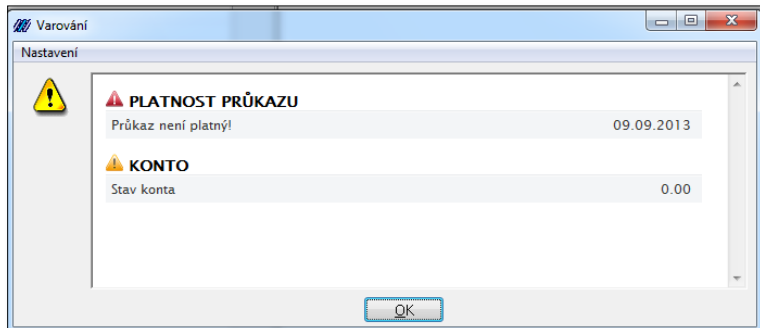 Varování
Nastavení
PLATNOST PRŮKAZU
Průkaz není platný! 09.09.2013
KONTO
Stav konta 0.00
OK